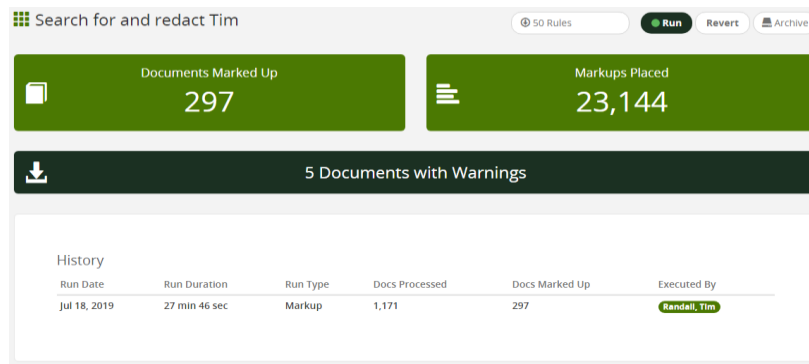 Search for and redact Tim
50 Rules
Run
Revert
Archive
Documents Marked Up
297
Markups Placed
23,144
5 Documents with Warnings
History
Run Date Run Duration Run Type Docs Processed Docs Marked Up Executed By
Jul 18, 2019 27 min 46 sec Markup 1,171 297 Randall, Tim